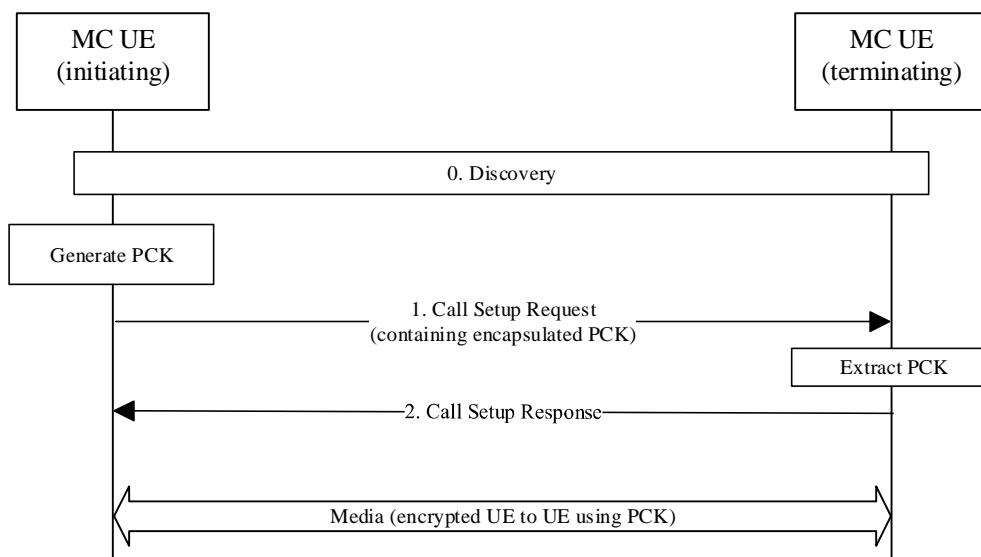 MC UE
(initiating)
MC UE
(terminating)
0. Discovery
Generate PCK
1. Call Setup Request
(containing encapsulated PCK)
Extract PCK
2. Call Setup Response
Media (encrypted UE to UE using PCK)